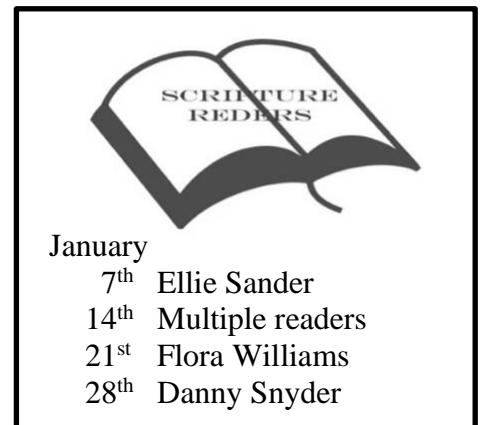 SCRIPTURE
REDERS
January
7th Ellie Sander
14th Multiple readers
21st Flora Williams
28th Danny Snyder